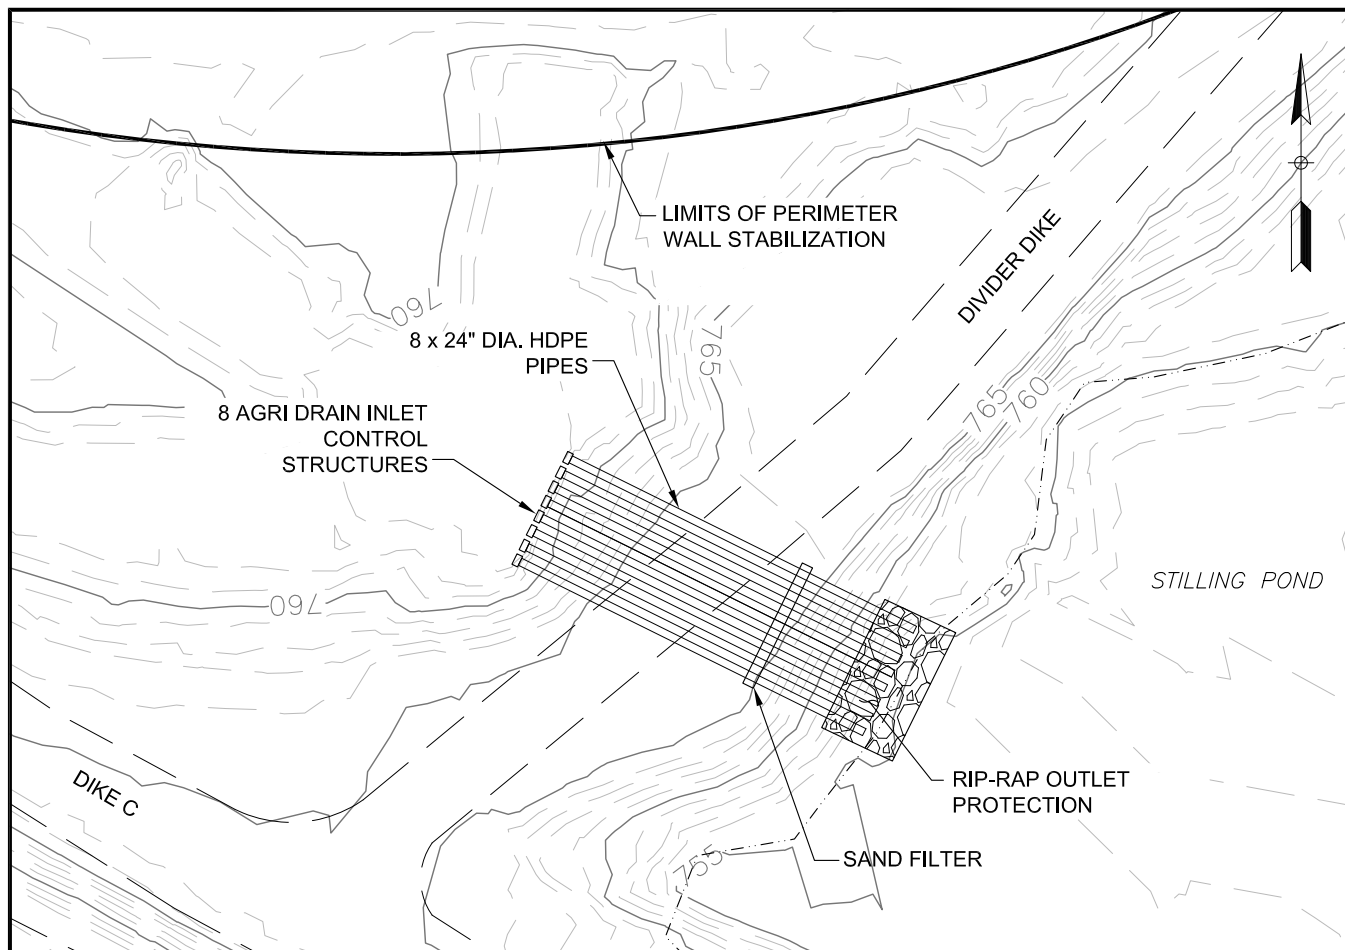 LIMITS OF PERIMETER
WALL STABILIZATION
DIVIDER DIKE
760
8 x 24" DIA. HDPE
PIPES
765
765
760
8 AGRI DRAIN INLET
CONTROL
STRUCTURES
STILLING POND
760
DIKE C
RIP-RAP OUTLET
PROTECTION
SAND FILTER
755